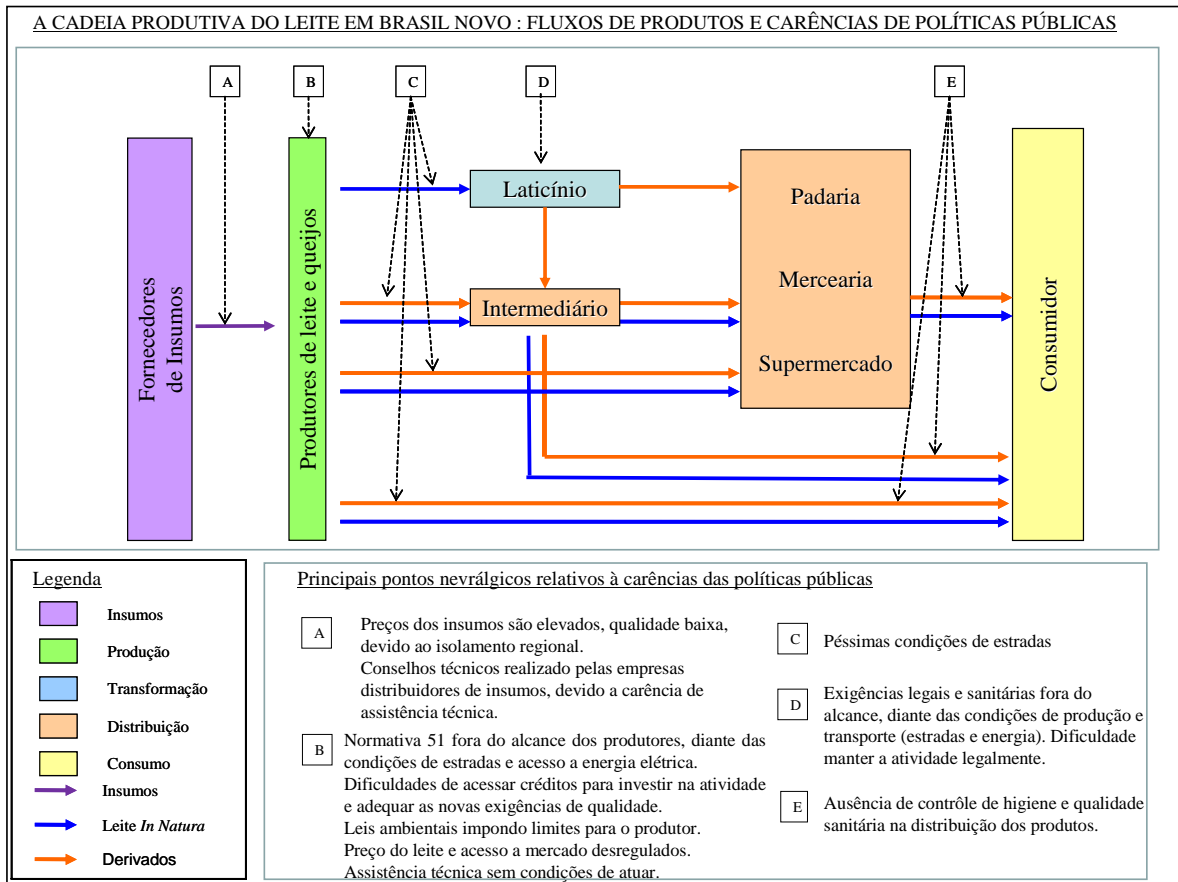 A CADEIA PRODUTIVA DO LEITE EM BRASIL NOVO : FLUXOS DE PRODUTOS E CARÊNCIAS DE POLÍTICAS PÚBLICAS
A
B
C
D
E
Fornecedores
de Insumos
Produtores de leite e queijos
Laticínio
Intermediário
Padaria
Mercearia
Supermercado
Consumidor
Legenda
Insumos
Produção
Transformação
Distribuição
Consumo
Insumos
Leite In Natura
Derivados
Principais pontos nevrálgicos relativos à carências das políticas públicas
A
Preços dos insumos são elevados, qualidade baixa,
devido ao isolamento regional.
Conselhos técnicos realizado pelas empresas
distribuidores de insumos, devido a carência de
assistência técnica.
B
Normativa 51 fora do alcance dos produtores, diante das
condições de estradas e acesso a energia elétrica.
Dificuldades de acessar créditos para investir na atividade
e adequar as novas exigências de qualidade.
Leis ambientais impondo limites para o produtor.
Preço do leite e acesso a mercado desregulados.
Assistência técnica sem condições de atuar.
C
Péssimas condições de estradas
D
Exigências legais e sanitárias fora do
alcance, diante das condições de produção e
transporte (estradas e energia). Dificuldade
manter a atividade legalmente.
E
Ausência de contrôle de higiene e qualidade
sanitária na distribuição dos produtos.